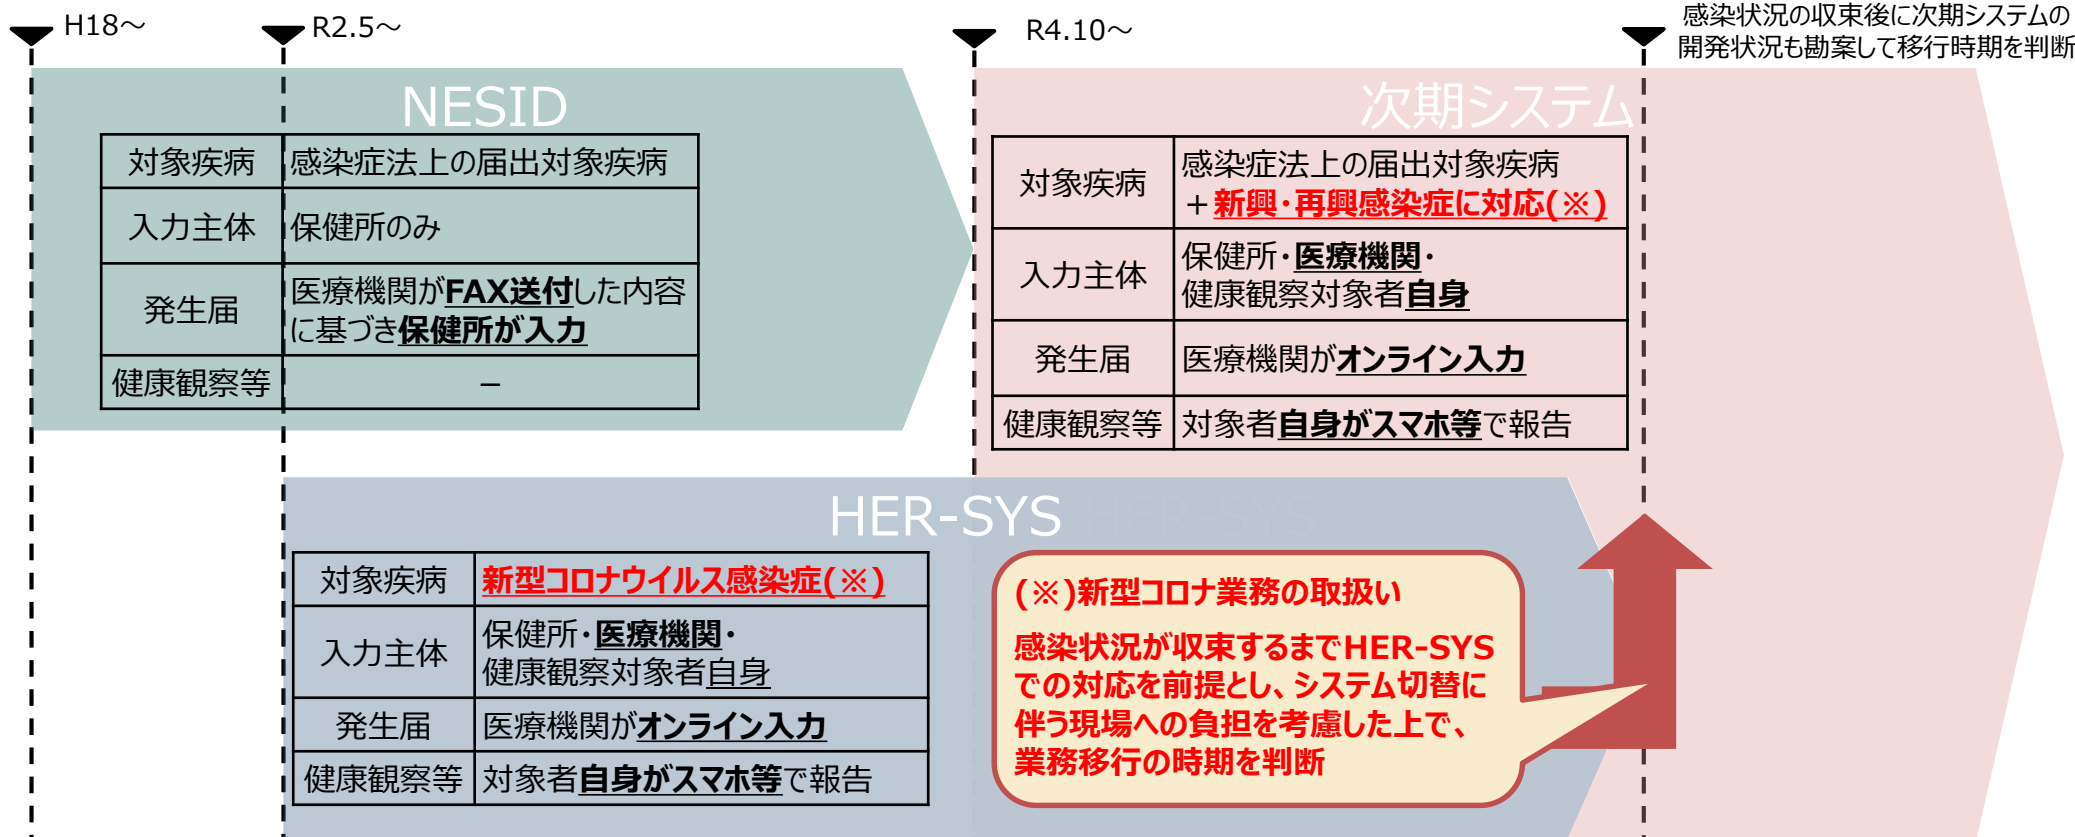 H18～
R2.5～
R4.10～
感染状況の収束後に次期システムの
開発状況も勘案して移行時期を判断
NESID
対象疾病
感染症法上の届出対象疾病
入力主体
保健所のみ
発生届
医療機関がFAX送付した内容
に基づき保健所が入力
健康観察等
－
次期システム
対象疾病
感染症法上の届出対象疾病
＋新興・再興感染症に対応(※)
入力主体
保健所・医療機関・
健康観察対象者自身
発生届
医療機関がオンライン入力
健康観察等
対象者自身がスマホ等で報告
HER-SYS
HER-SYS
対象疾病
新型コロナウイルス感染症(※)
入力主体
保健所・医療機関・
健康観察対象者自身
発生届
医療機関がオンライン入力
健康観察等
対象者自身がスマホ等で報告
(※)新型コロナ業務の取扱い
感染状況が収束するまでHER-SYS
での対応を前提とし、システム切替に
伴う現場への負担を考慮した上で、
業務移行の時期を判断